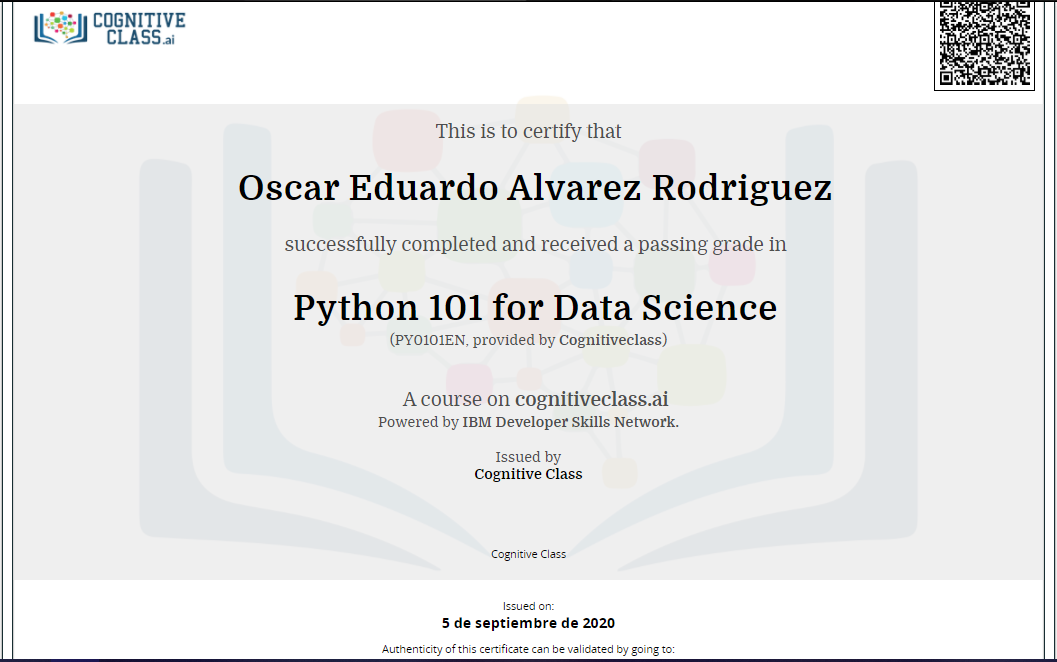 COGNITIVE
CLASS.ai
This is to certify that
Oscar Eduardo Alvarez Rodriguez
successfully completed and received a passing grade in
Python 101 for Data Science
(PY0101EN, provided by Cognitiveclass)
A course on cognitiveclass.ai
Powered by IBM Developer Skills Network.
Issued by
Cognitive Class
Cognitive Class
Issued on:
5 de septiembre de 2020
Authenticity of this certificate can be validated by going to: